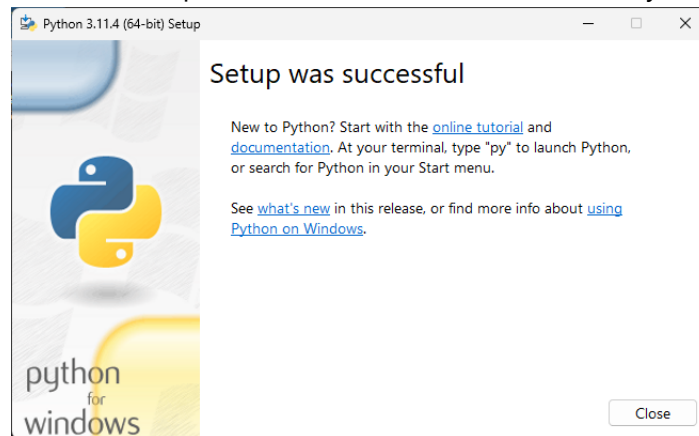 Python 3.11.4 (64-bit) Setup
Setup was successful
New to Python? Start with the online tutorial and
documentation. At your terminal, type "py" to launch Python,
or search for Python in your Start menu.
See what's new in this release, or find more info about using
Python on Windows.
python
for
windows
Close